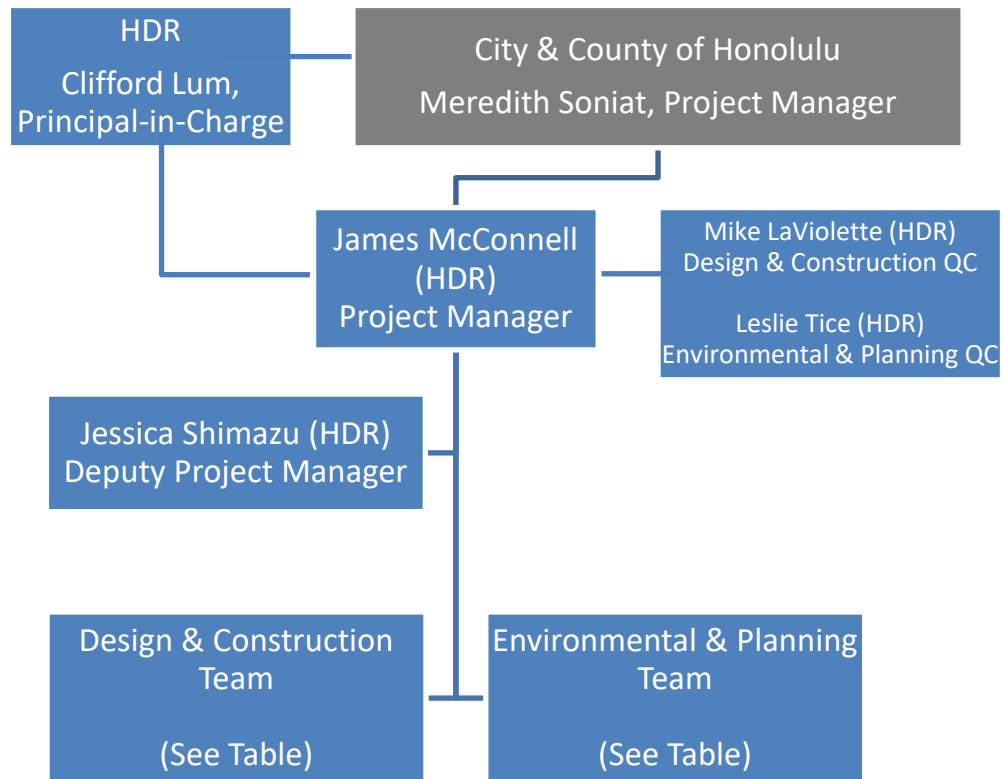 HDR
Clifford Lum,
Principal-in-Charge
City & County of Honolulu
Meredith Soniat, Project Manager
James McConnell
(HDR)
Project Manager
Mike LaViolette (HDR)
Design & Construction QC
Leslie Tice (HDR)
Environmental & Planning QC
Jessica Shimazu (HDR)
Deputy Project Manager
Design & Construction
Team
(See Table)
Environmental & Planning
Team
(See Table)